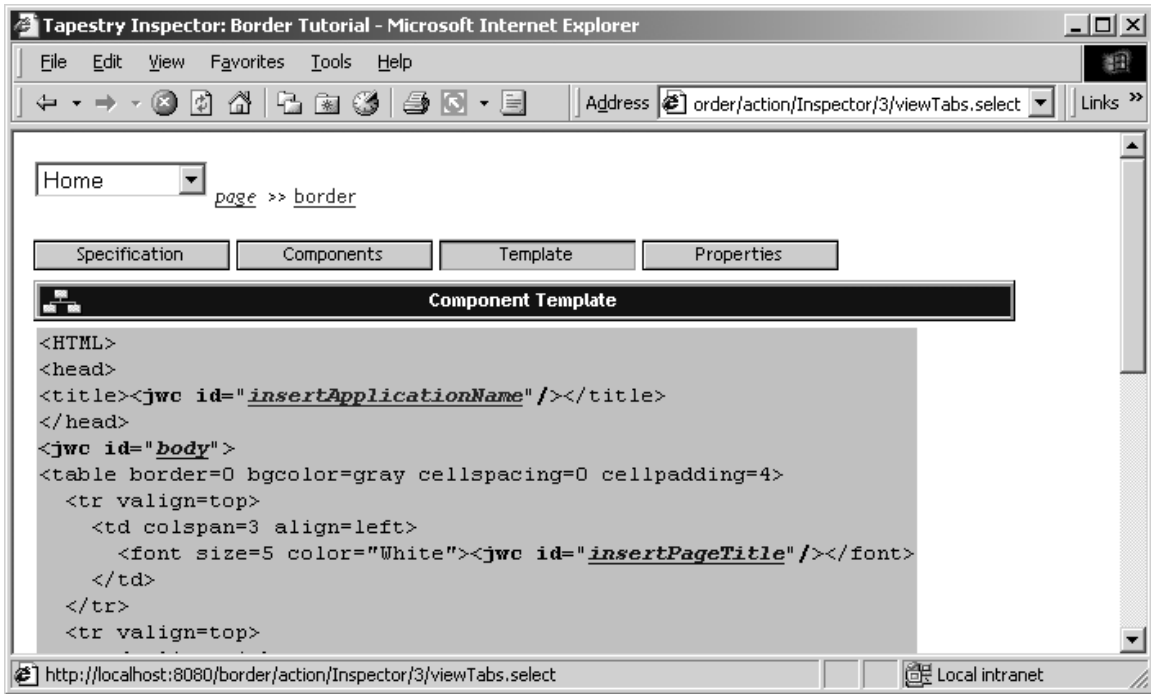 Tapestry Inspector: Border Tutorial - Microsoft Internet Explorer
File Edit View Favorites Tools Help
Address order/action/Inspector/3/viewTabs.select Links »
Home page >> border
Specification Components Template Properties
Component Template
<HTML>
<head>
<title><jwc id="insertApplicationName"/></title>
</head>
<jwc id="body">
<table border=0 bgcolor=gray cellspacing=0 cellpadding=4>
<tr valign=top>
<td colspan=3 align=left>
<font size=5 color="White"><jwc id="insertPageTitle"/></font>
</td>
</tr>
<tr valign=top>
http://localhost:8080/border/action/Inspector/3/viewTabs.select Local intranet